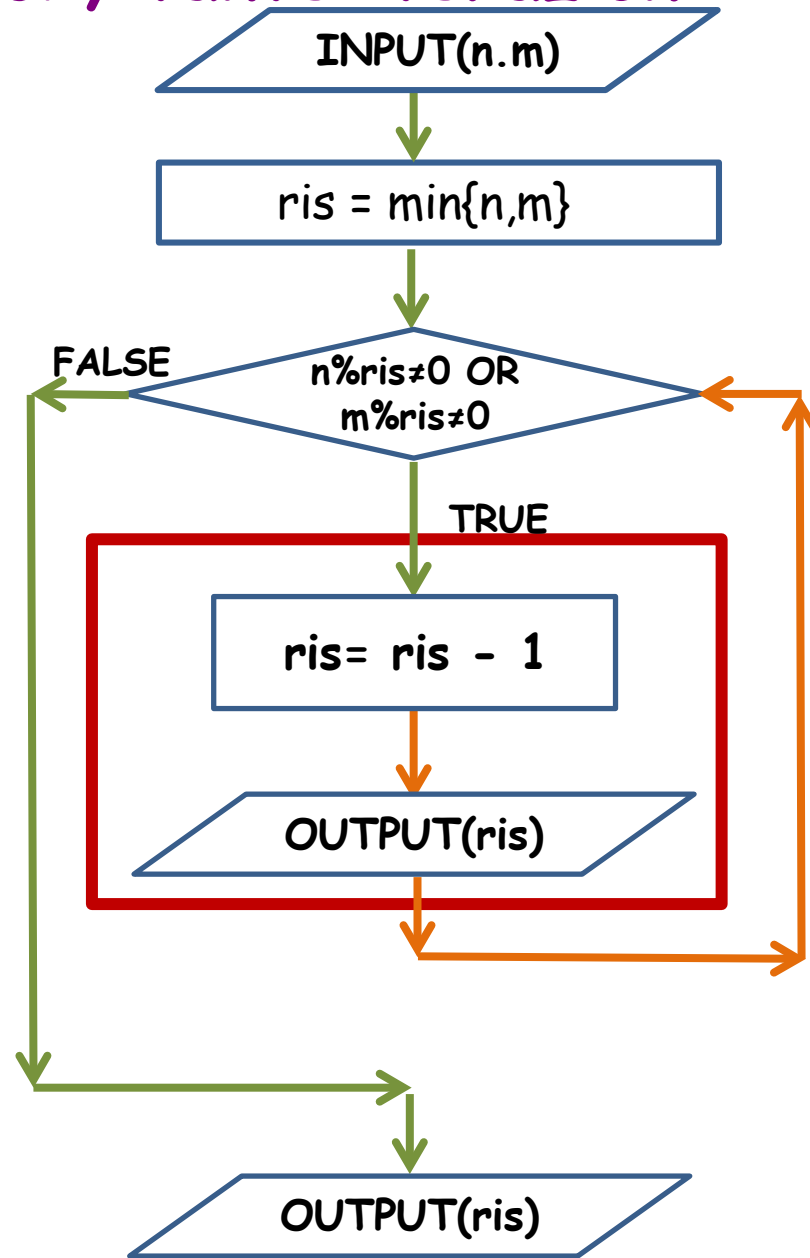 INPUT(n.m)
ris = min{n,m}
FALSE
n%ris≠0 OR
m%ris≠0
TRUE
ris= ris - 1
OUTPUT(ris)
OUTPUT(ris)